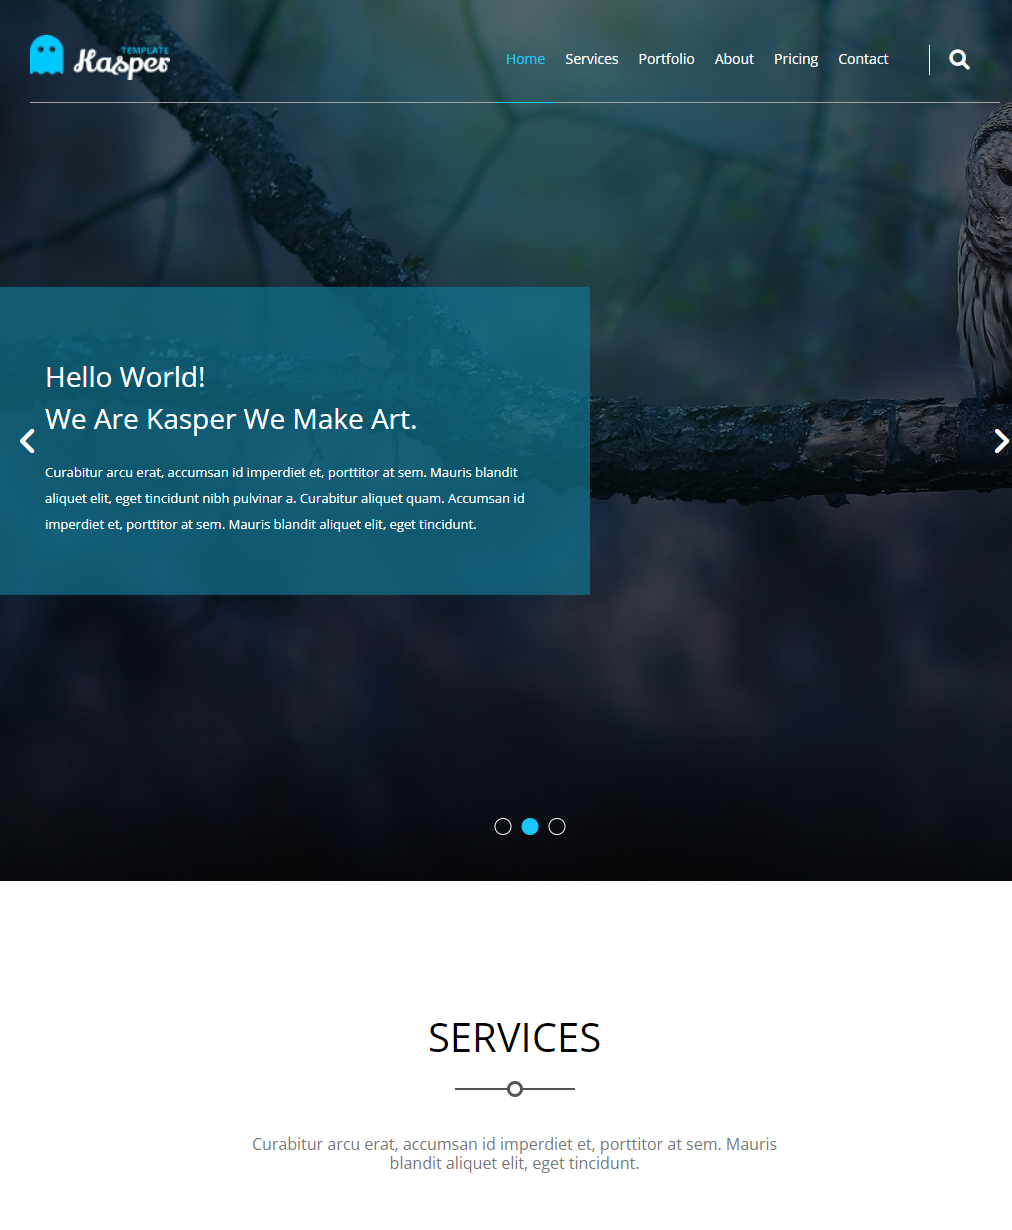 TEMPLATE
Kasper
Home Services Portfolio About Pricing Contact
Hello World!
We Are Kasper We Make Art.
Curabitur arcu erat, accumsan id imperdiet et, porttitor at sem. Mauris blandit
aliquet elit, eget tincidunt nibh pulvinar a. Curabitur aliquet quam. Accumsan id
imperdiet et, porttitor at sem. Mauris blandit aliquet elit, eget tincidunt.
SERVICES
Curabitur arcu erat, accumsan id imperdiet et, porttitor at sem. Mauris
blandit aliquet elit, eget tincidunt.